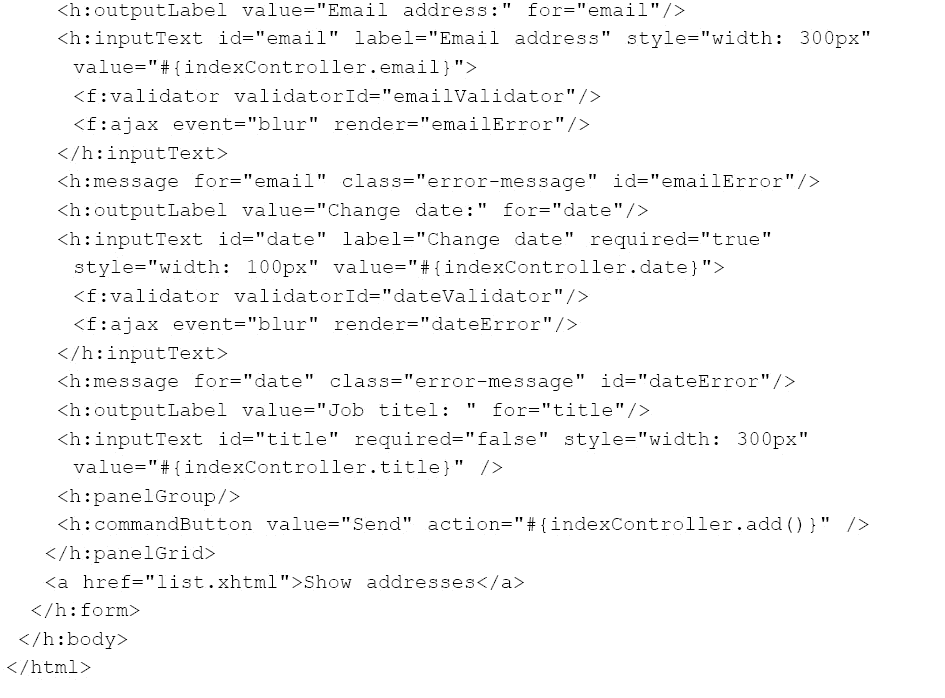 <h:outputLabel value="Email address:" for="email"/>
<h:inputText id="email" label="Email address" style="width: 300px"
value="#{indexController.email}">
<f:validator validatorId="emailValidator"/>
<f:ajax event="blur" render="emailError"/>
</h:inputText>
<h:message for="email" class="error-message" id="emailError"/>
<h:outputLabel value="Change date:" for="date"/>
<h:inputText id="date" label="Change date" required="true"
style="width: 100px" value="#{indexController.date}">
<f:validator validatorId="dateValidator"/>
<f:ajax event="blur" render="dateError"/>
</h:inputText>
<h:message for="date" class="error-message" id="dateError"/>
<h:outputLabel value="Job titel: " for="title"/>
<h:inputText id="title" required="false" style="width: 300px"
value="#{indexController.title}" />
<h:panelGroup/>
<h:commandButton value="Send" action="#{indexController.add()}" />
</h:panelGrid>
<a href="list.xhtml">Show addresses</a>
</h:form>
</h:body>
</html>